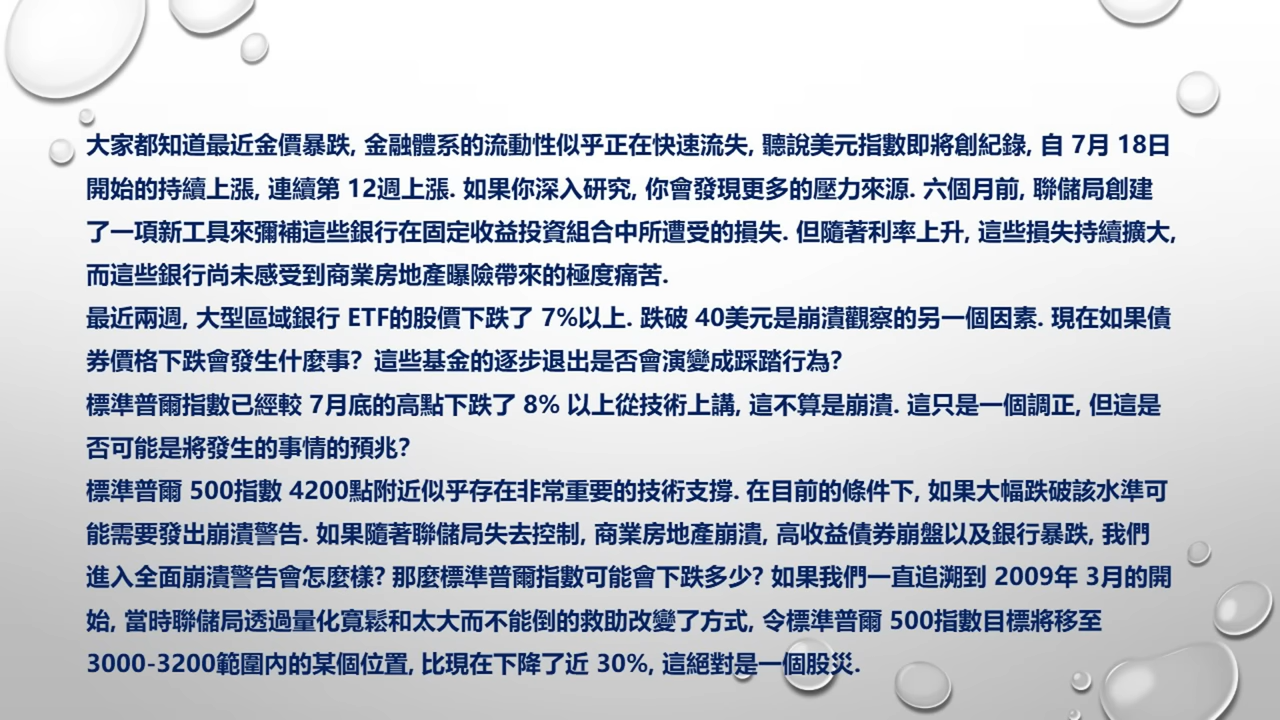 大家都知道最近金價暴跌, 金融體系的流動性似乎正在快速流失, 聽說美元指數即將創紀錄, 自 7月 18日
開始的持續上漲, 連續第 12週上漲. 如果你深入研究, 你會發現更多的壓力來源. 六個月前, 聯儲局創建
了一項新工具來彌補這些銀行在固定收益投資組合中所遭受的損失. 但隨著利率上升, 這些損失持續擴大,
而這些銀行尚未感受到商業房地產曝險帶來的極度痛苦.
最近兩週, 大型區域銀行 ETF的股價下跌了 7%以上. 跌破 40美元是崩潰觀察的另一個因素. 現在如果債
券價格下跌會發生什麼事? 這些基金的逐步退出是否會演變成踩踏行為?
標準普爾指數已經較 7月底的高點下跌了 8% 以上從技術上講, 這不算是崩潰. 這只是一個調正, 但這是
否可能是將發生的事情的預兆?
標準普爾 500指數 4200點附近似乎存在非常重要的技術支撐. 在目前的條件下, 如果大幅跌破該水準可
能需要發出崩潰警告. 如果隨著聯儲局失去控制, 商業房地產崩潰, 高收益債券崩盤以及銀行暴跌, 我們
進入全面崩潰警告會怎麼樣? 那麼標準普爾指數可能會下跌多少? 如果我們一直追溯到 2009年 3月的開
始, 當時聯儲局透過量化寬鬆和太大而不能倒的救助改變了方式, 令標準普爾 500指數目標將移至
3000-3200範圍內的某個位置, 比現在下降了近 30%, 這絕對是一個股災.